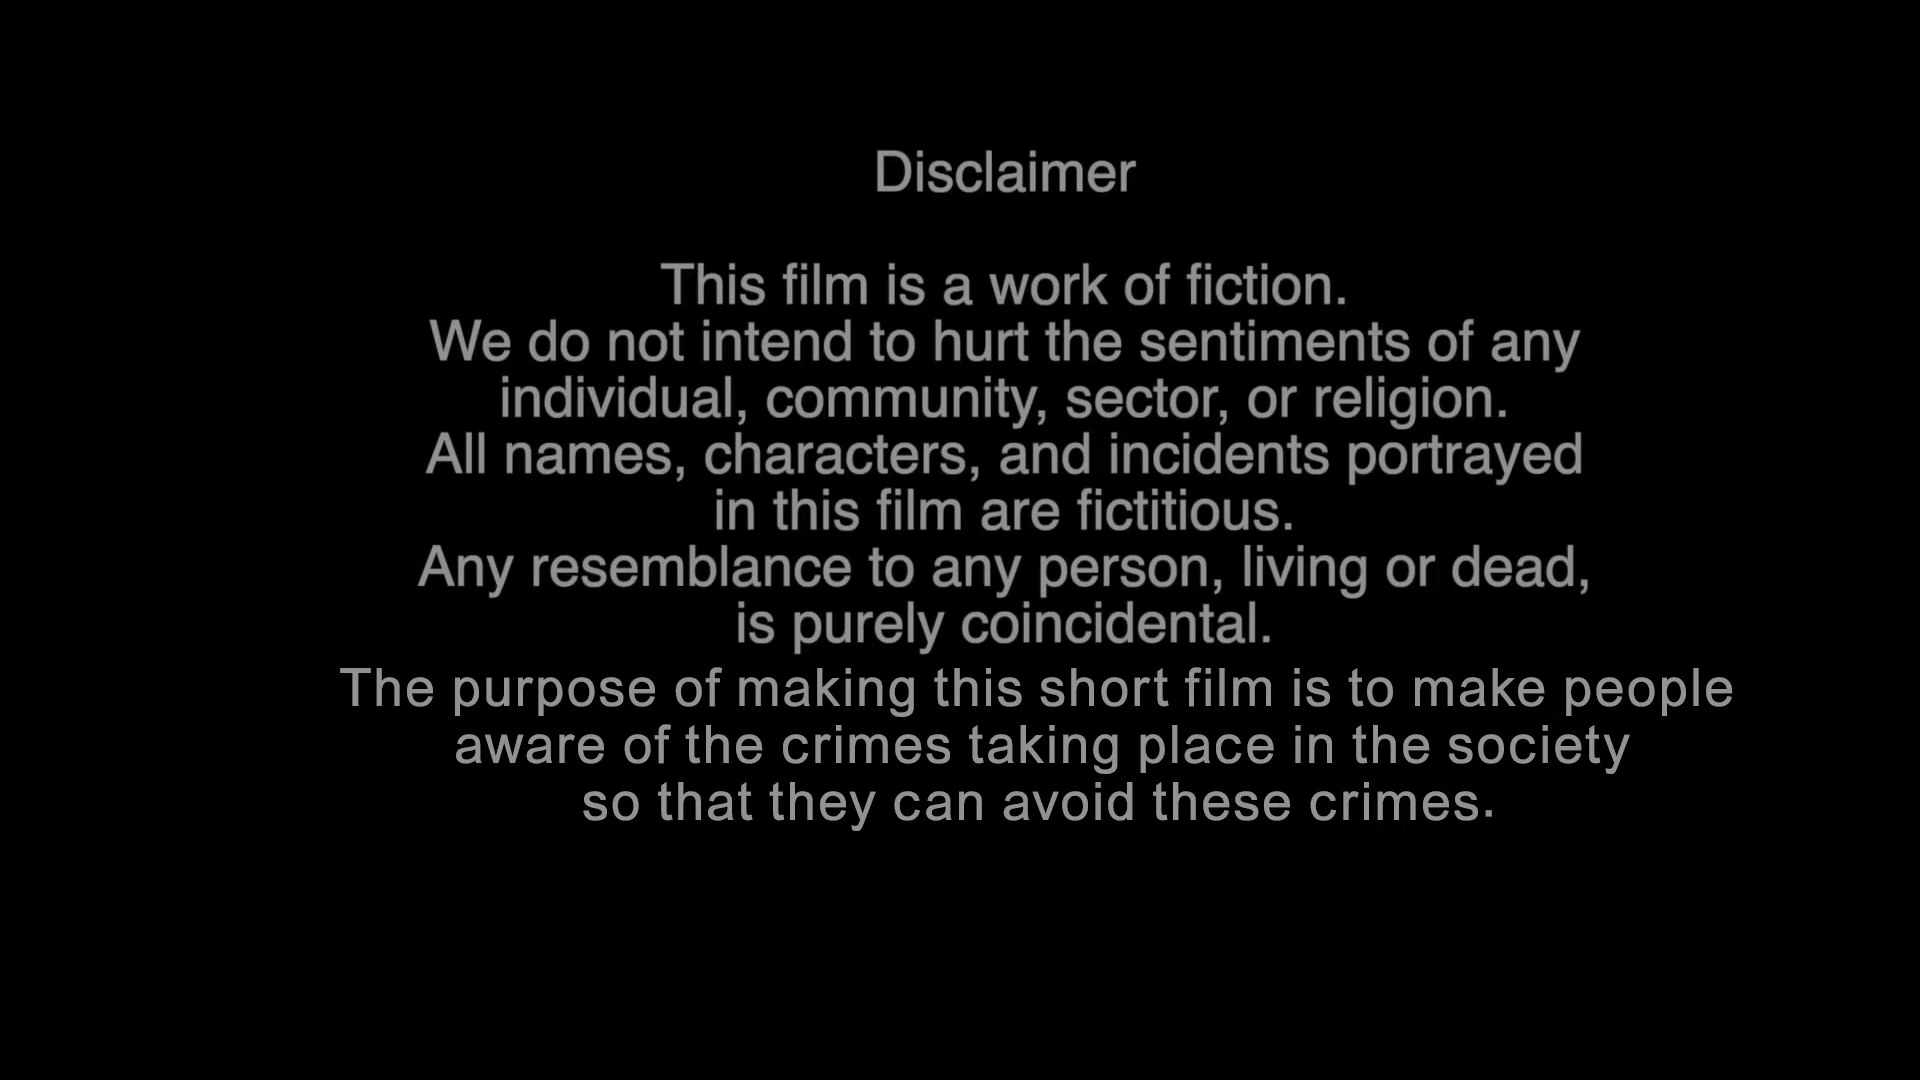 Disclaimer
This film is a work of fiction.
We do not intend to hurt the sentiments of any
individual, community, sector, or religion.
All names, characters, and incidents portrayed
in this film are fictitious.
Any resemblance to any person, living or dead,
is purely coincidental.
The purpose of making this short film is to make people
aware of the crimes taking place in the society
so that they can avoid these crimes.